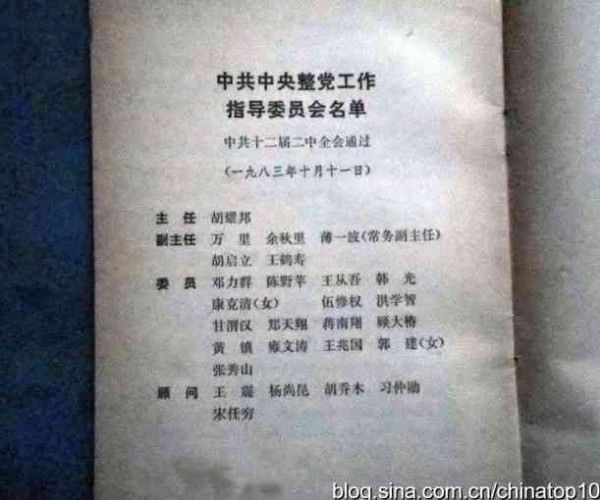 中共中央整党工作
指导委员会名单
中共十二届二中全会通过
(一九八三年十月十一日)
主 任 胡耀邦
副主任 万 里 余秋里 薄一波(常务副主任)
胡启立 王鹤寿
委 员 邓力群 陈野苹 王从吾 韩 光
康克清(女) 伍修权 洪学智
甘渭汉 郑天翔 蒋南翔 顾大椿
黄 镇 雍文涛 王兆国 郭 建(女)
张秀山
顾 问 王 震 杨尚昆 胡乔木 习仲勋
宋任穷
blog.sina.com.cn/chinatop10